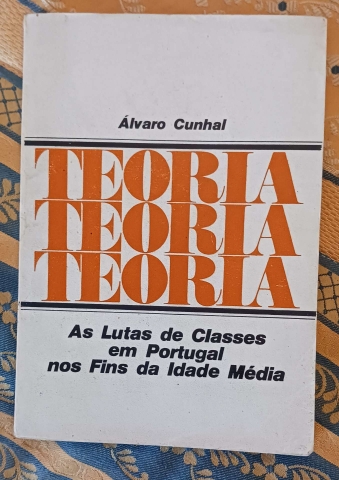 Álvaro Cunhal
TEORIA
TEORIA
TEORIA
As Lutas de Classes
em Portugal
nos Fins da Idade Média